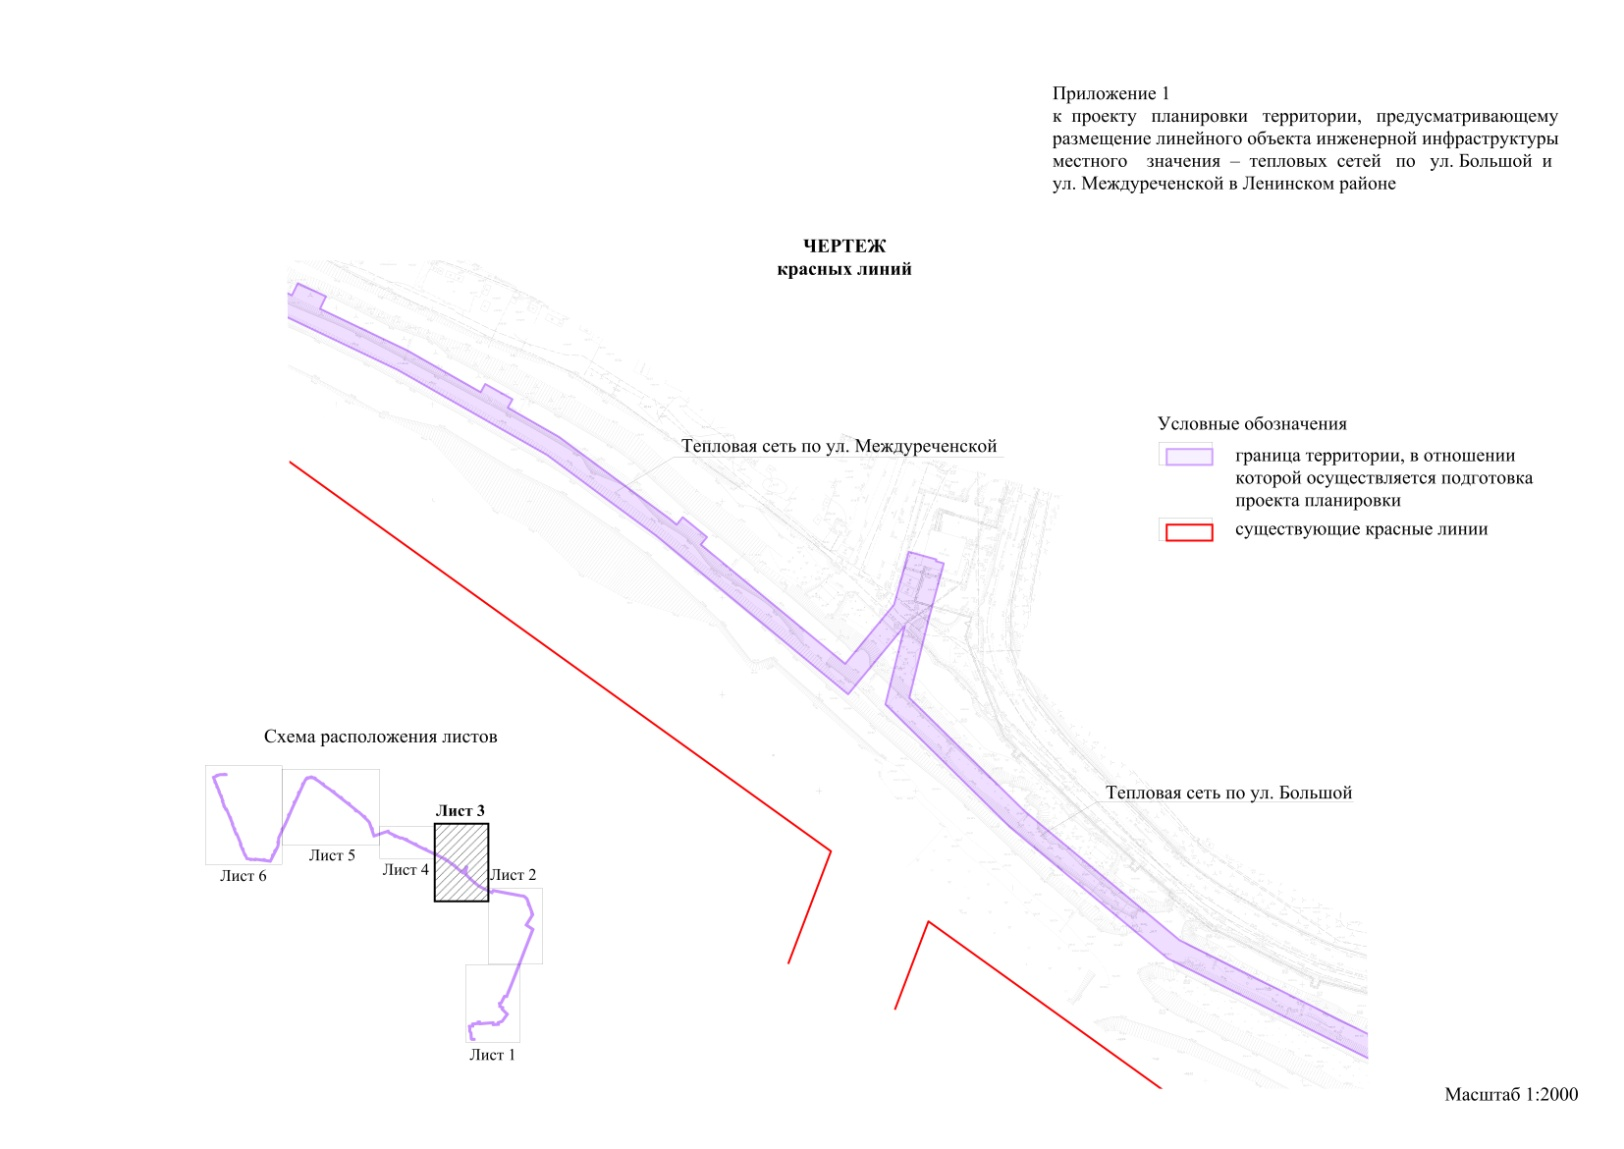 Приложение 1
к проекту планировки территории, предусматривающему
размещение линейного объекта инженерной инфраструктуры
местного значения – тепловых сетей по ул. Большой и
ул. Междуреченской в Ленинском районе
ЧЕРТЕЖ
красных линий
Тепловая сеть по ул. Междуреченской
Условные обозначения
граница территории, в отношении
которой осуществляется подготовка
проекта планировки
существующие красные линии
Тепловая сеть по ул. Большой
Схема расположения листов
Лист 3
Лист 5
Лист 4
Лист 2
Лист 6
Лист 1
Масштаб 1:2000